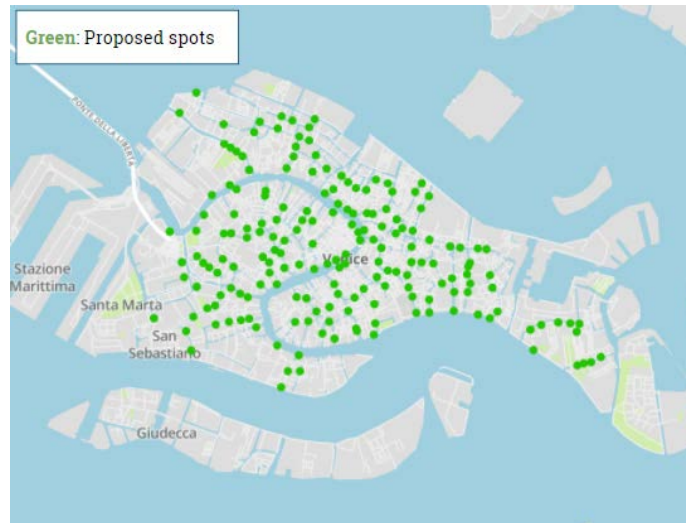 Green: Proposed spots
PONTE DELLA LIBERTÀ
Venice
Stazione
Marittima
Santa Marta
San
Sebastiano
Giudecca